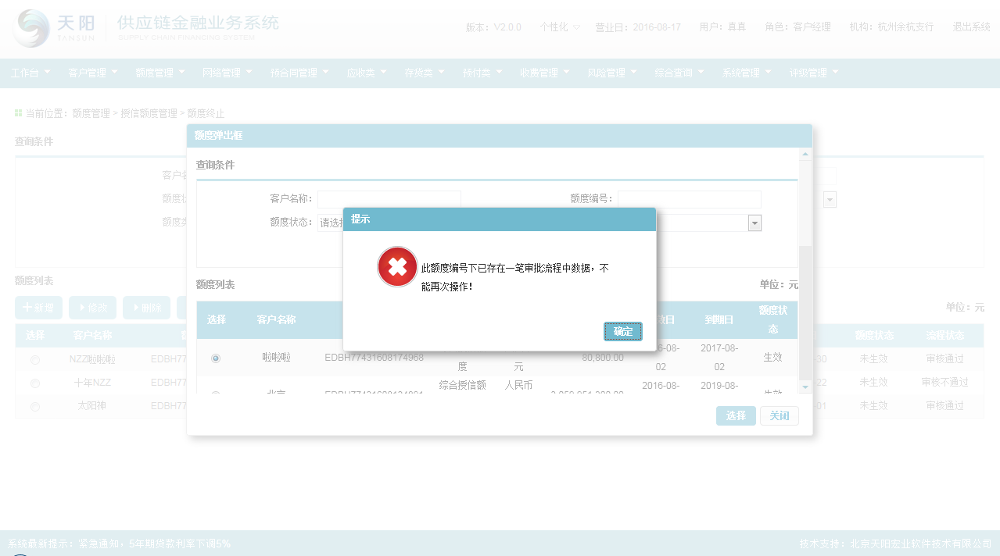 天阳
TANSUN
供应链金融业务系统
SUPPLY CHAIN FINANCING SYSTEM
版本：V2.0.0 个性化 营业日：2016-08-17 用户：真真 角色：客户经理 机构：杭州余杭支行 退出系统
工作台 客户管理 额度管理 网络管理 预合同管理 应收类 存货类 预付类 收费管理 风险管理 综合查询 系统管理 评级管理
当前位置：额度管理 > 授信额度管理 > 额度终止
查询条件
客户名
额度状
额度类
额度列表
单位：元
新增 修改 删除
选择 客户名称 额度状态 流程状态
NZZ啦啦啦 EDBH77 -30 未生效 审核通过
十年NZZ EDBH77 -22 未生效 审核不通过
太阳神 EDBH77 -01 未生效 审核通过
额度弹出框
查询条件
客户名称： 额度编号：
额度状态： 请选择
额度列表 单位：元
选择 客户名称 效日 到期日 额度状态
啦啦啦 EDBH77431608174968 度 元 80,800.00 6-08-02 2017-08-02 生效
北京 EDBH77431608124991 综合授信额 人民币 2016-08- 2019-08- 生效
选择 关闭
提示
此额度编号下已存在一笔审批流程中数据，不
能再次操作！
确定
系统最新提示：紧急通知，5年期贷款利率下调5% 技术支持：北京天阳宏业软件技术有限公司